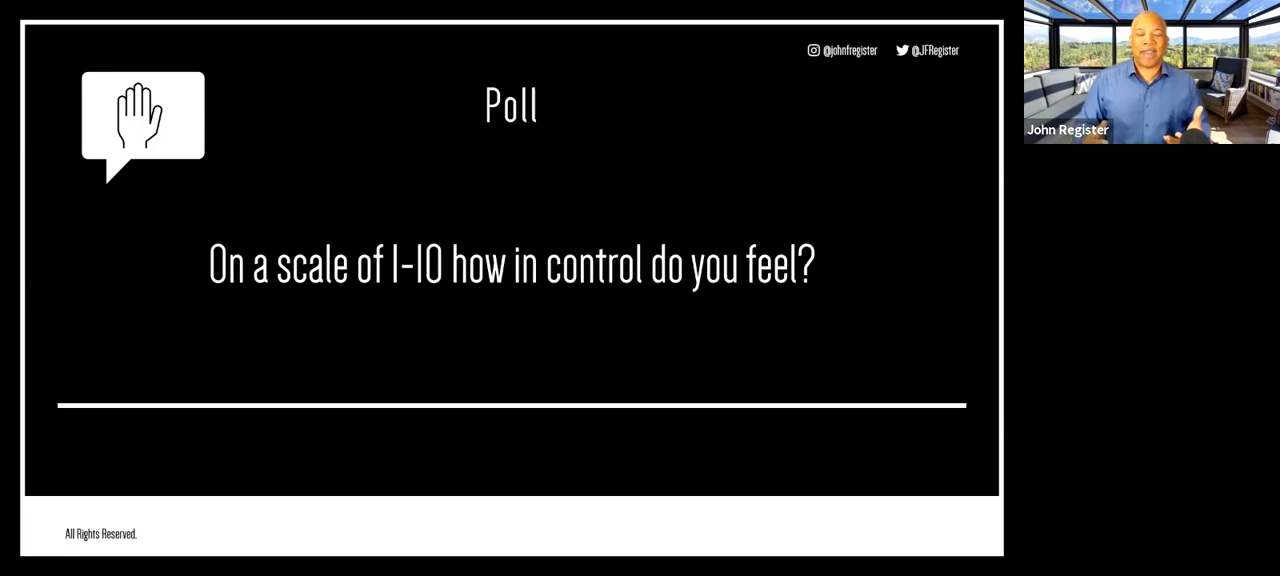 @johnfregister @JFRegister
Poll
On a scale of 1-10 how in control do you feel?
All Rights Reserved.
John Register